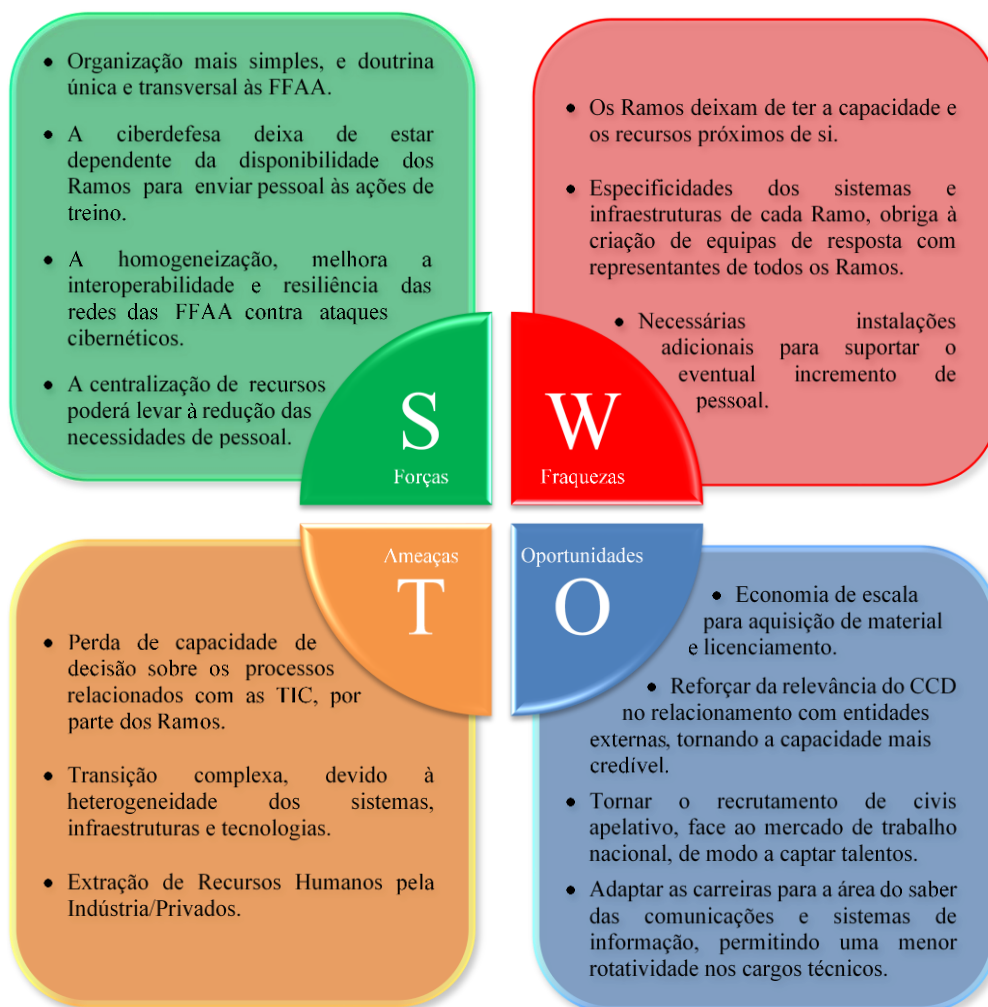 • Organização mais simples, e doutrina
única e transversal às FFAA.
• A ciberdefesa deixa de estar
dependente da disponibilidade dos
Ramos para enviar pessoal às ações de
treino.
• A homogeneização, melhora a
interoperabilidade e resiliência das
redes das FFAA contra ataques
cibernéticos.
• A centralização de recursos
poderá levar à redução das
necessidades de pessoal.
S
Forças
• Os Ramos deixam de ter a capacidade e
os recursos próximos de si.
• Especificidades dos sistemas e
infraestruturas de cada Ramo, obriga à
criação de equipas de resposta com
representantes de todos os Ramos.
• Necessárias instalações
adicionais para suportar o
eventual incremento de
pessoal.
W
Fraquezas
Ameaças
T
• Perda de capacidade de
decisão sobre os processos
relacionados com as TIC, por
parte dos Ramos.
• Transição complexa, devido à
heterogeneidade dos sistemas,
infraestruturas e tecnologias.
• Extração de Recursos Humanos pela
Indústria/Privados.
Oportunidades
O
• Economia de escala
para aquisição de material
e licenciamento.
• Reforçar da relevância do CCD
no relacionamento com entidades
externas, tornando a capacidade mais
credível.
• Tornar o recrutamento de civis
apelativo, face ao mercado de trabalho
nacional, de modo a captar talentos.
• Adaptar as carreiras para a área do saber
das comunicações e sistemas de
informação, permitindo uma menor
rotatividade nos cargos técnicos.